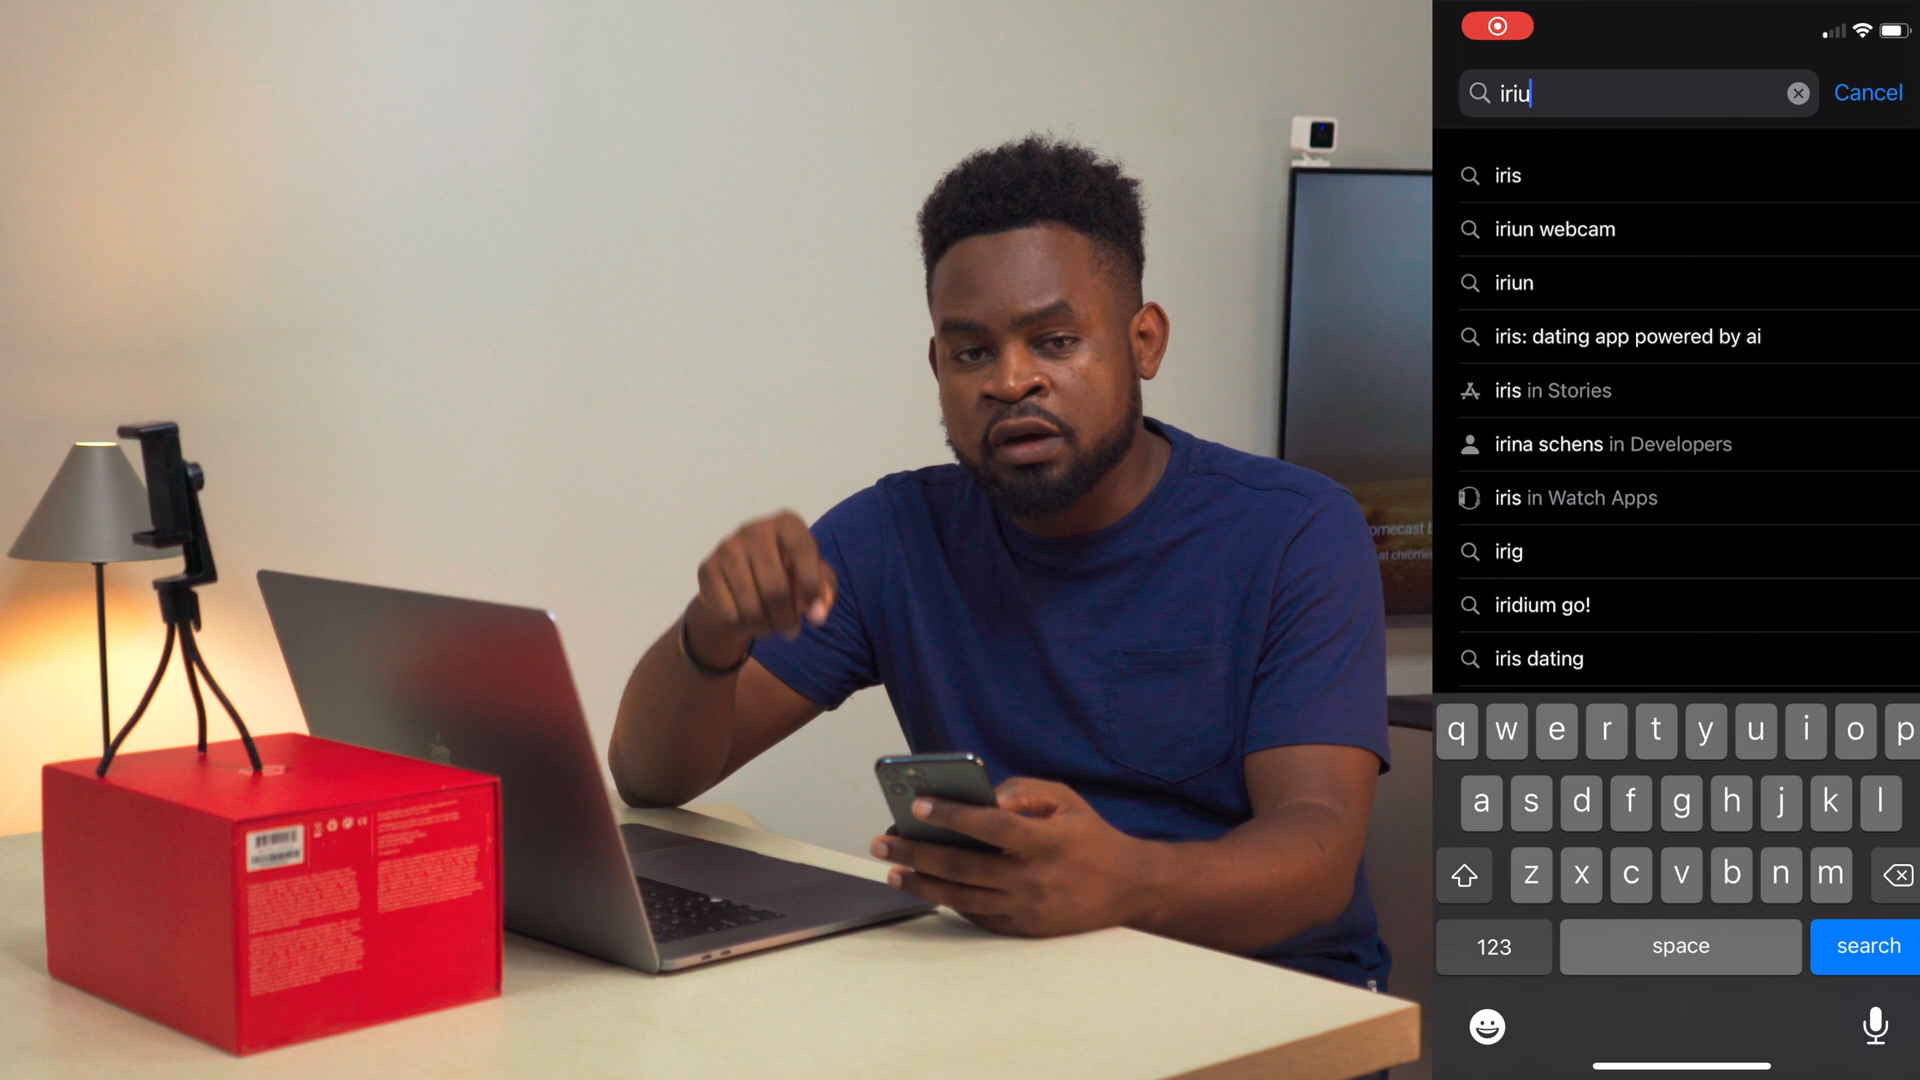 iriu
Cancel
iris
iriun webcam
iriun
iris: dating app powered by ai
iris in Stories
irina schens in Developers
iris in Watch Apps
irig
iridium go!
iris dating
q w e r t y u i o p
a s d f g h j k l
z x c v b n m
123 space search